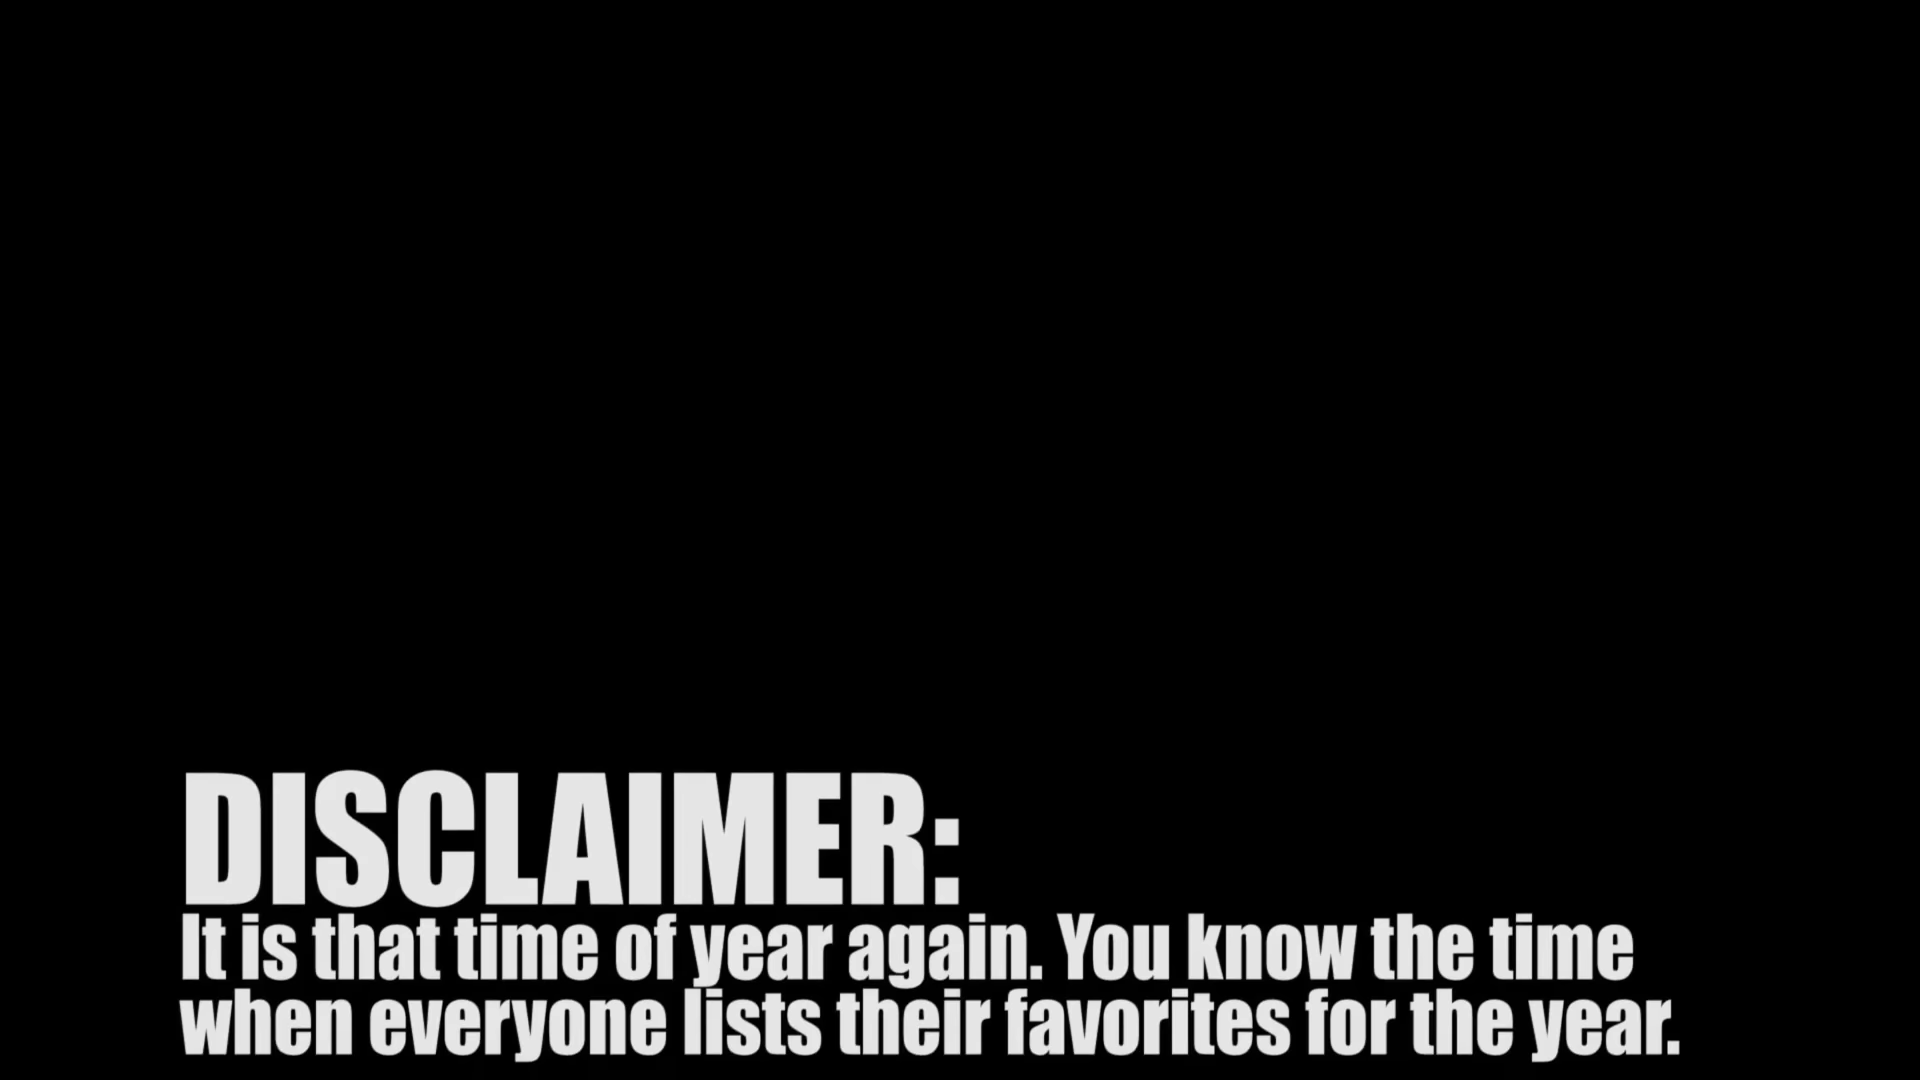 DISCLAIMER:
It is that time of year again. You know the time
when everyone lists their favorites for the year.